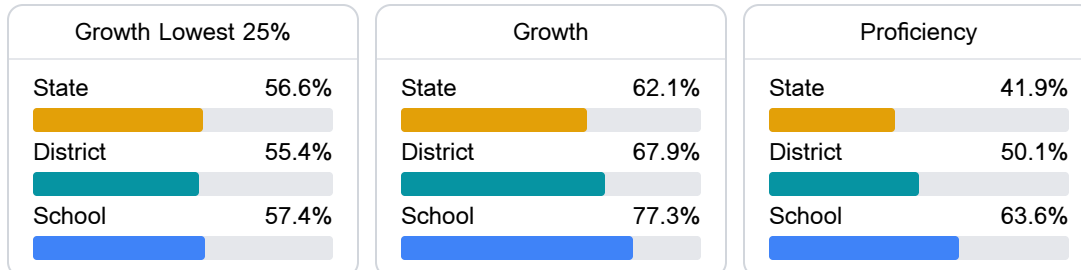 Growth Lowest 25%
State 56.6%
District 55.4%
School 57.4%
Growth
State 62.1%
District 67.9%
School 77.3%
Proficiency
State 41.9%
District 50.1%
School 63.6%